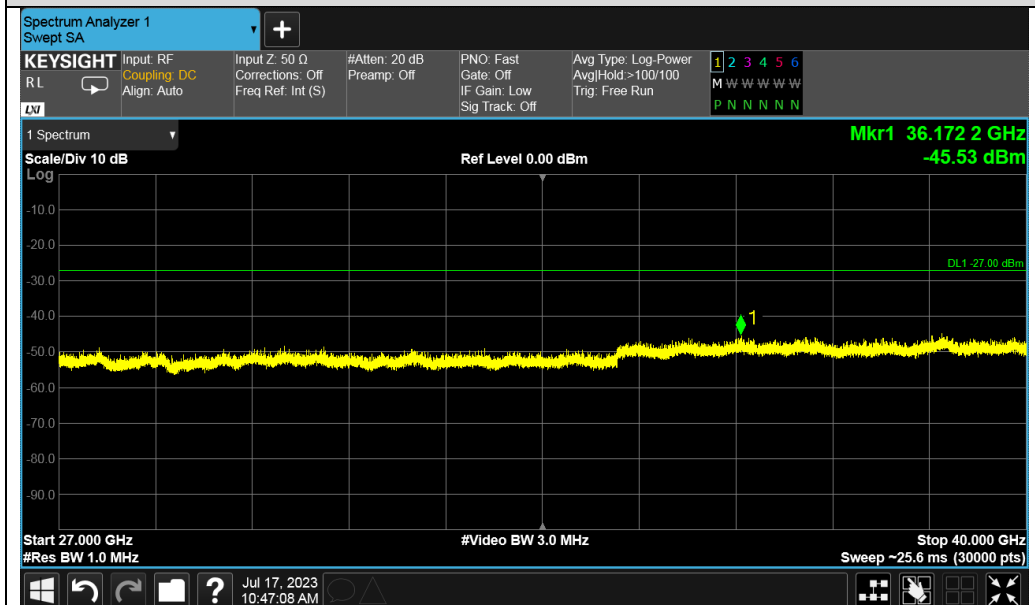 Spectrum Analyzer 1
Swept SA
+
KEYSIGHT
R L
LXI
Input: RF
Coupling: DC
Align: Auto
Input Z: 50 Ω
Corrections: Off
Freq Ref: Int (S)
#Atten: 20 dB
Preamp: Off
PNO: Fast
Gate: Off
IF Gain: Low
Sig Track: Off
Avg Type: Log-Power
Avg|Hold:>100/100
Trig: Free Run
1 2 3 4 5 6
M W W W W W
P N N N N N
1 Spectrum
Mkr1 36.172 2 GHz
Scale/Div 10 dB
Ref Level 0.00 dBm
-45.53 dBm
Log
-10.0
-20.0
DL1 -27.00 dBm
-30.0
-40.0
1
-50.0
-60.0
-70.0
-80.0
-90.0
Start 27.000 GHz
#Video BW 3.0 MHz
Stop 40.000 GHz
#Res BW 1.0 MHz
Sweep ~25.6 ms (30000 pts)
?
Jul 17, 2023
10:47:08 AM